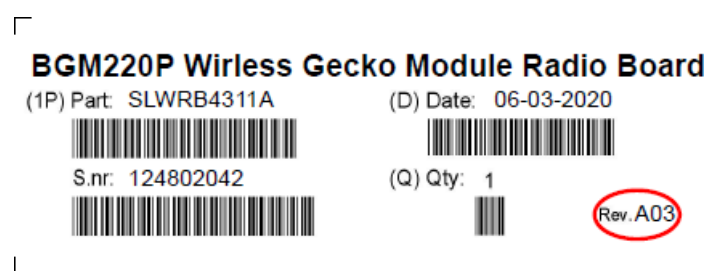 BGM220P Wirless Gecko Module Radio Board
(1P) Part: SLWRB4311A (D) Date: 06-03-2020
S.nr: 124802042 (Q) Qty: 1
Rev.A03